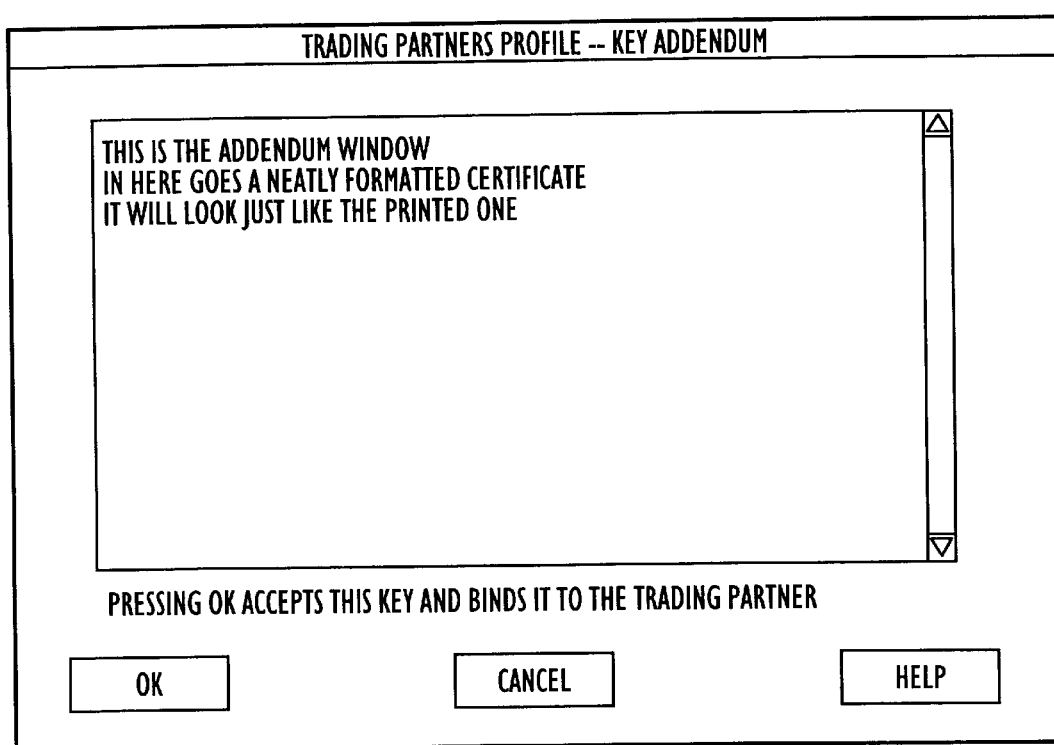 TRADING PARTNERS PROFILE -- KEY ADDENDUM
THIS IS THE ADDENDUM WINDOW
IN HERE GOES A NEATLY FORMATTED CERTIFICATE
IT WILL LOOK JUST LIKE THE PRINTED ONE
PRESSING OK ACCEPTS THIS KEY AND BINDS IT TO THE TRADING PARTNER
OK
CANCEL
HELP